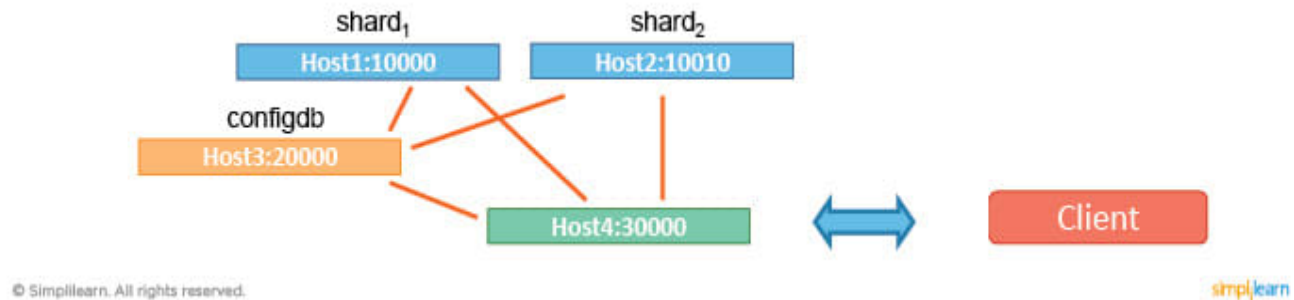 shard₁
shard₂
Host1:10000
Host2:10010
configdb
Host3:20000
Host4:30000
Client
© Simplilearn. All rights reserved.
simplilearn